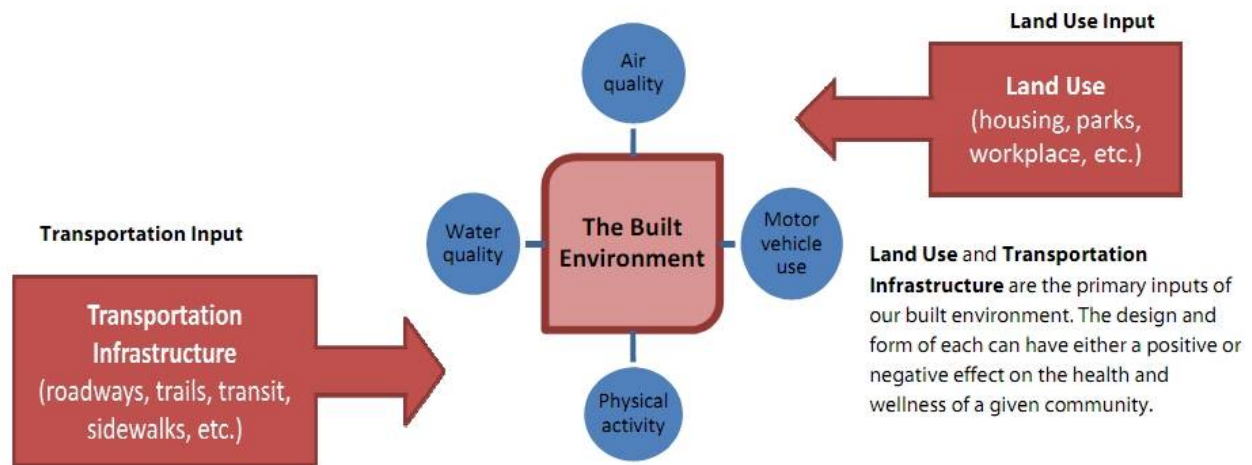 Land Use Input
Land Use
(housing, parks,
workplace, etc.)
Air
quality
Transportation Input
Water
quality
The Built
Environment
Motor
vehicle
use
Transportation
Infrastructure
(roadways, trails, transit,
sidewalks, etc.)
Physical
activity
Land Use and Transportation
Infrastructure are the primary inputs of
our built environment. The design and
form of each can have either a positive or
negative effect on the health and
wellness of a given community.